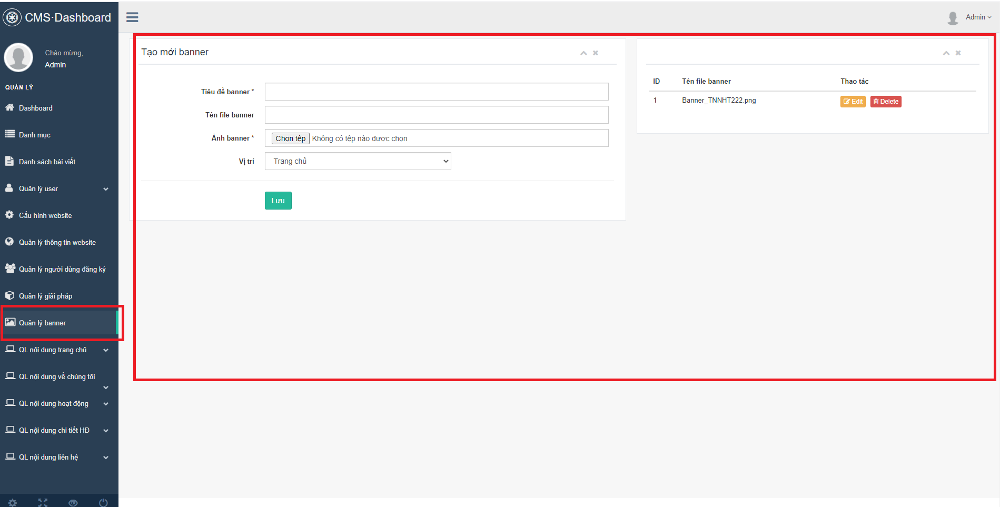 CMS·Dashboard
Admin
Chào mừng,
Admin
QUẢN LÝ
Dashboard
Danh mục
Danh sách bài viết
Quản lý user
Cấu hình website
Quản lý thông tin website
Quản lý người dùng đăng ký
Quản lý giải pháp
Quản lý banner
QL nội dung trang chủ
QL nội dung về chúng tôi
QL nội dung hoạt động
QL nội dung chi tiết HĐ
QL nội dung liên hệ
Tạo mới banner
Tiêu đề banner *
Tên file banner
Ảnh banner * Chọn tệp Không có tệp nào được chọn
Vị trí Trang chủ
Lưu
ID Tên file banner Thao tác
1 Banner_TNNHT222.png Edit Delete